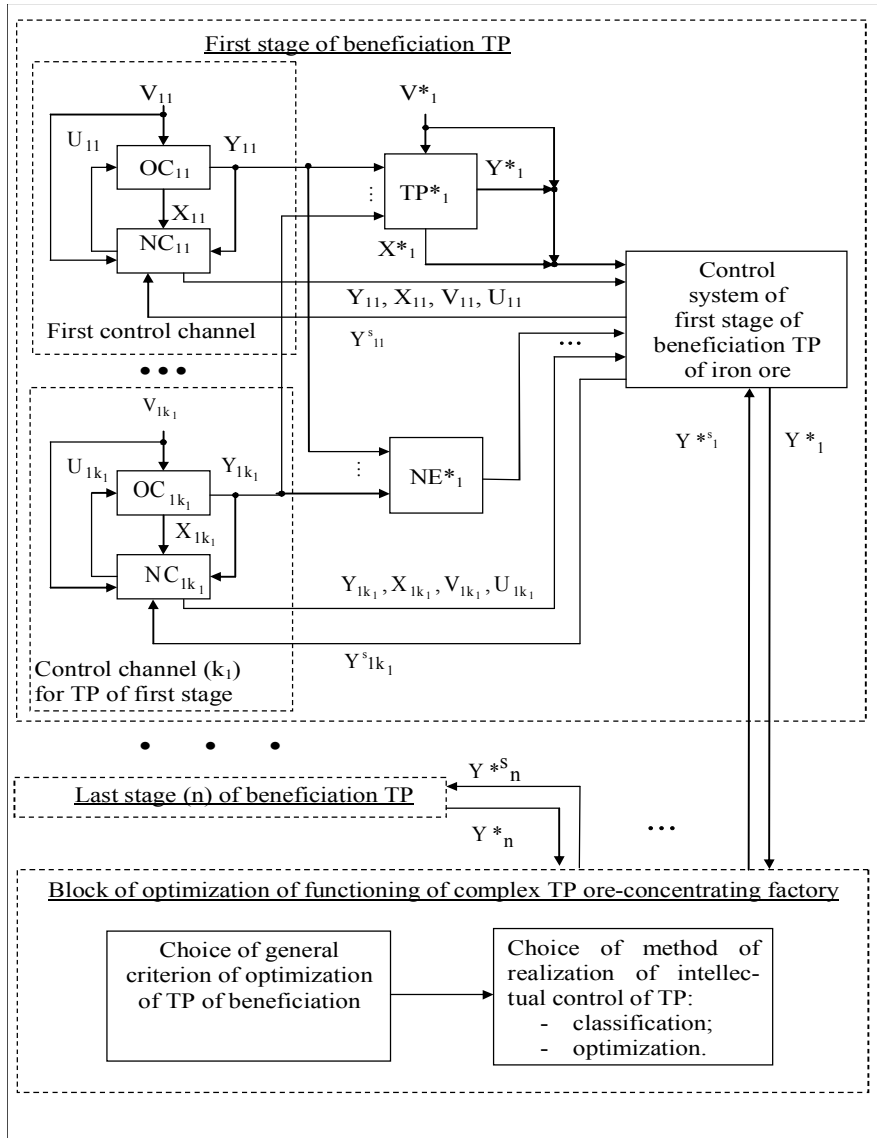 First stage of beneficiation TP
V₁₁
U₁₁
Y₁₁
OC₁₁
X₁₁
NC₁₁
First control channel
V*₁
TP*₁
Y*₁
X*₁
⋮
Y₁₁, X₁₁, V₁₁, U₁₁
Yˢ₁₁
...
Control
system of
first stage of
beneficiation TP
of iron ore
•••
V₁ₖ₁
U₁ₖ₁
Y₁ₖ₁
OC₁ₖ₁
X₁ₖ₁
NC₁ₖ₁
Control channel (k₁)
for TP of first stage
⋮
NE*₁
Y₁ₖ₁, X₁ₖ₁, V₁ₖ₁, U₁ₖ₁
Yˢ₁ₖ₁
Y*ˢ₁
Y*₁
• • •
Last stage (n) of beneficiation TP
Y*ˢₙ
Y*ₙ
...
Block of optimization of functioning of complex TP ore-concentrating factory
Choice of general
criterion of optimization
of TP of beneficiation
Choice of method of
realization of intellec-
tual control of TP:
- classification;
- optimization.